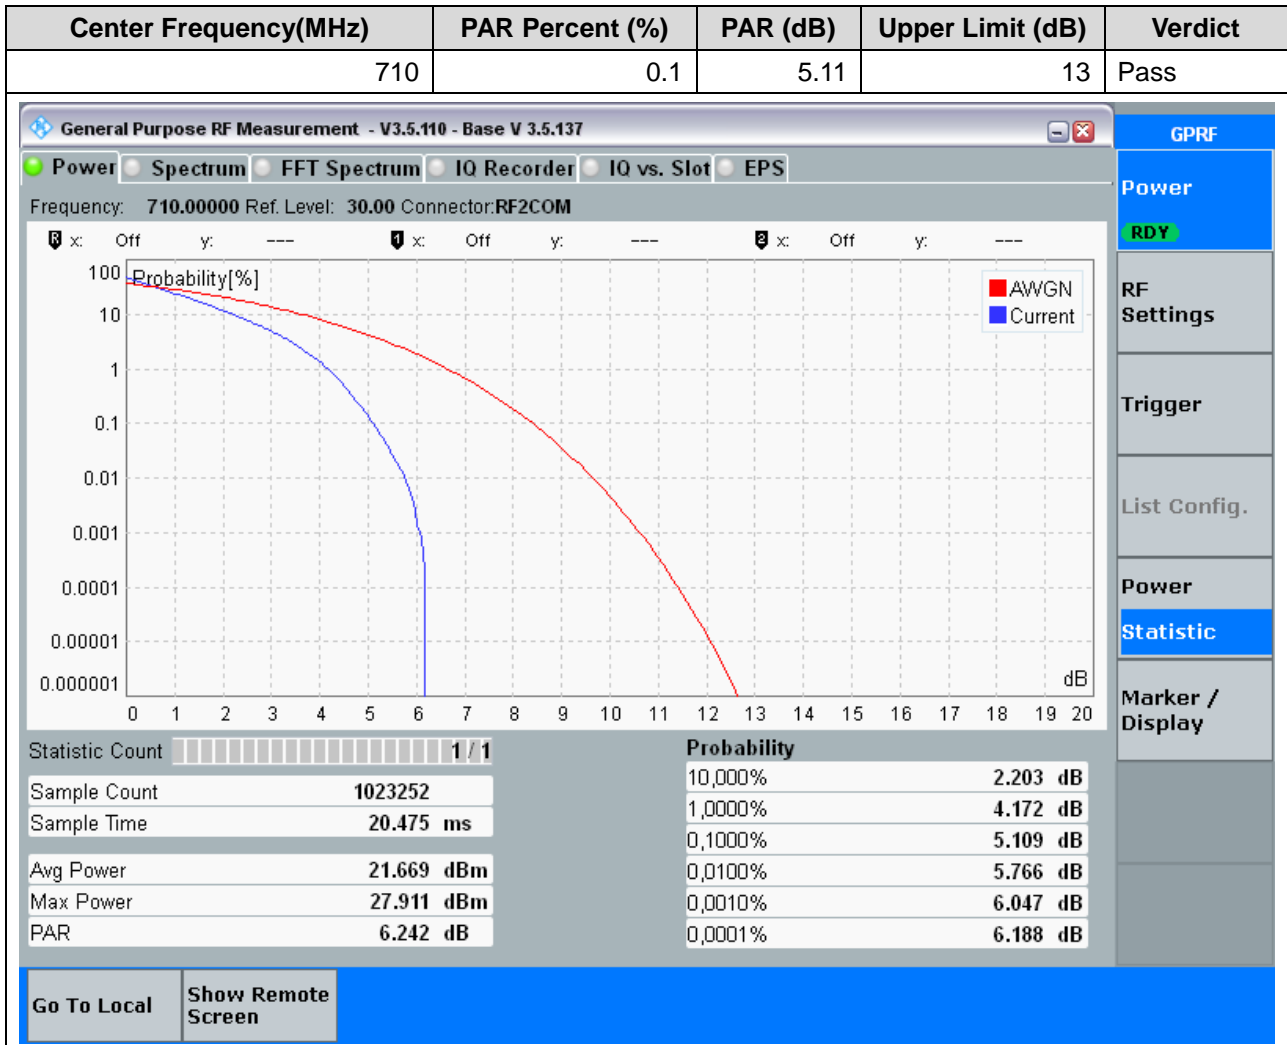 Center Frequency(MHz) PAR Percent (%) PAR (dB) Upper Limit (dB) Verdict
710 0.1 5.11 13 Pass
General Purpose RF Measurement - V3.5.110 - Base V 3.5.137
GPRF
Power Spectrum FFT Spectrum IQ Recorder IQ vs. Slot EPS
Power
RDY
Frequency: 710.00000 Ref. Level: 30.00 Connector:RF2COM
R x: Off y: --- 1 x: Off y: --- 2 x: Off y: ---
Probability[%]
AWGN
Current
100
10
1
0.1
0.01
0.001
0.0001
0.00001
0.000001
dB
0 1 2 3 4 5 6 7 8 9 10 11 12 13 14 15 16 17 18 19 20
RF
Settings
Trigger
List Config.
Power
Statistic
Marker /
Display
Statistic Count 1 / 1
Sample Count 1023252
Sample Time 20.475 ms
Avg Power 21.669 dBm
Max Power 27.911 dBm
PAR 6.242 dB
Probability
10,000% 2.203 dB
1,0000% 4.172 dB
0,1000% 5.109 dB
0,0100% 5.766 dB
0,0010% 6.047 dB
0,0001% 6.188 dB
Go To Local
Show Remote
Screen